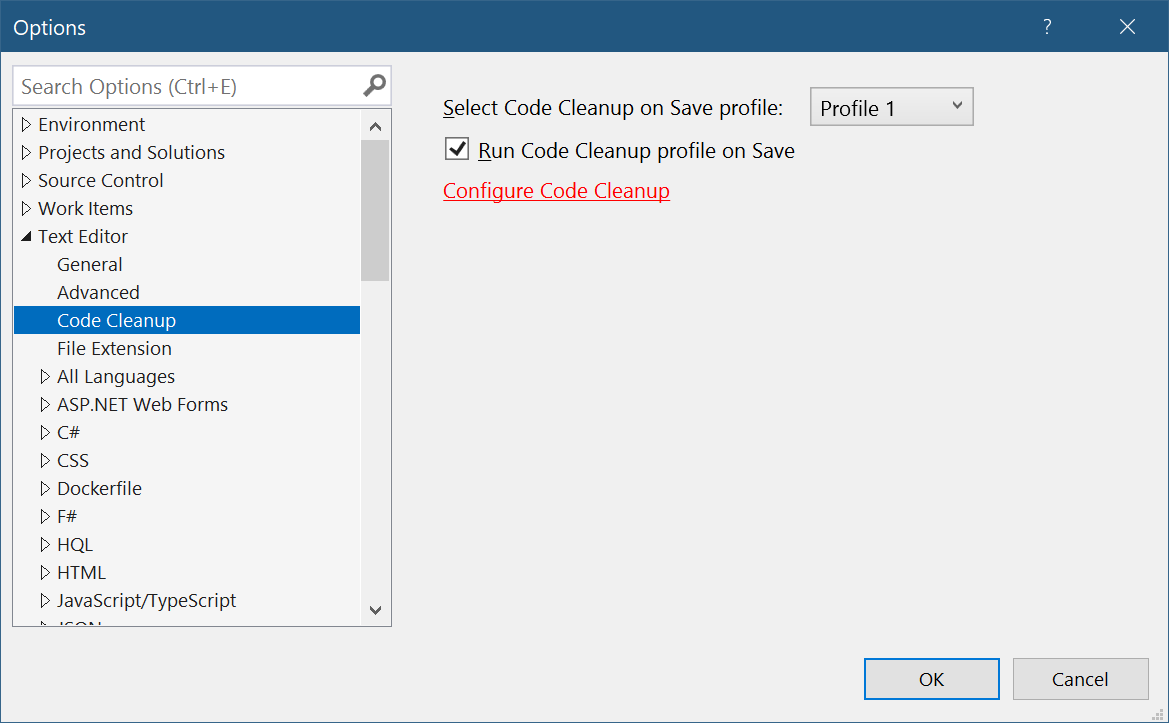 Options
?
Search Options (Ctrl+E)
Environment
Projects and Solutions
Source Control
Work Items
Text Editor
General
Advanced
Code Cleanup
File Extension
All Languages
ASP.NET Web Forms
C#
CSS
Dockerfile
F#
HQL
HTML
JavaScript/TypeScript
JSON
Select Code Cleanup on Save profile:
Profile 1
Run Code Cleanup profile on Save
Configure Code Cleanup
OK
Cancel